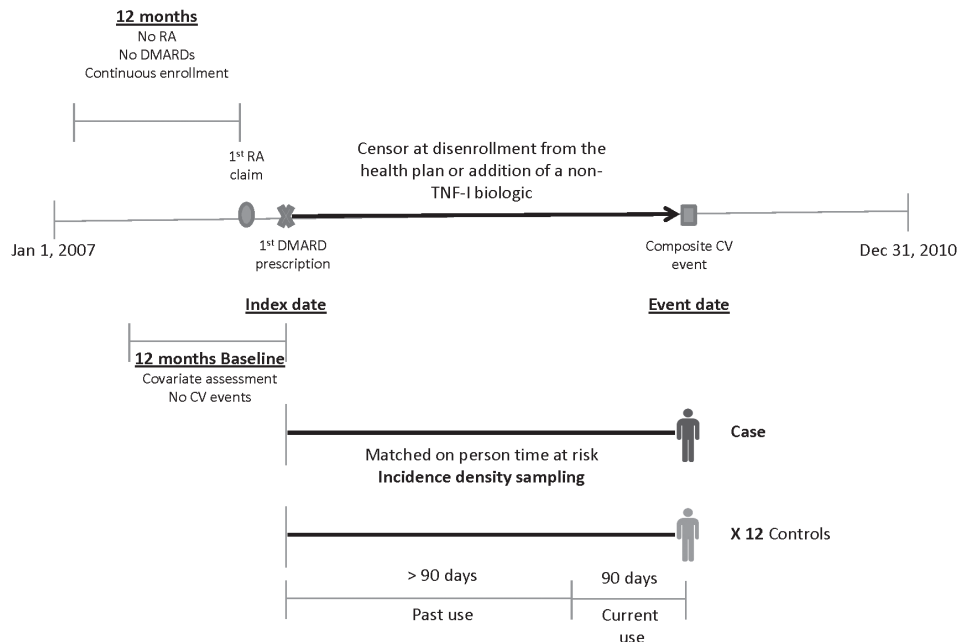 12 months
No RA
No DMARDs
Continuous enrollment
1st RA
claim
Censor at disenrollment from the
health plan or addition of a non-
TNF-I biologic
Jan 1, 2007
1st DMARD
prescription
Composite CV
event
Dec 31, 2010
Index date
Event date
12 months Baseline
Covariate assessment
No CV events
Case
Matched on person time at risk
Incidence density sampling
X 12 Controls
> 90 days
90 days
Past use
Current
use